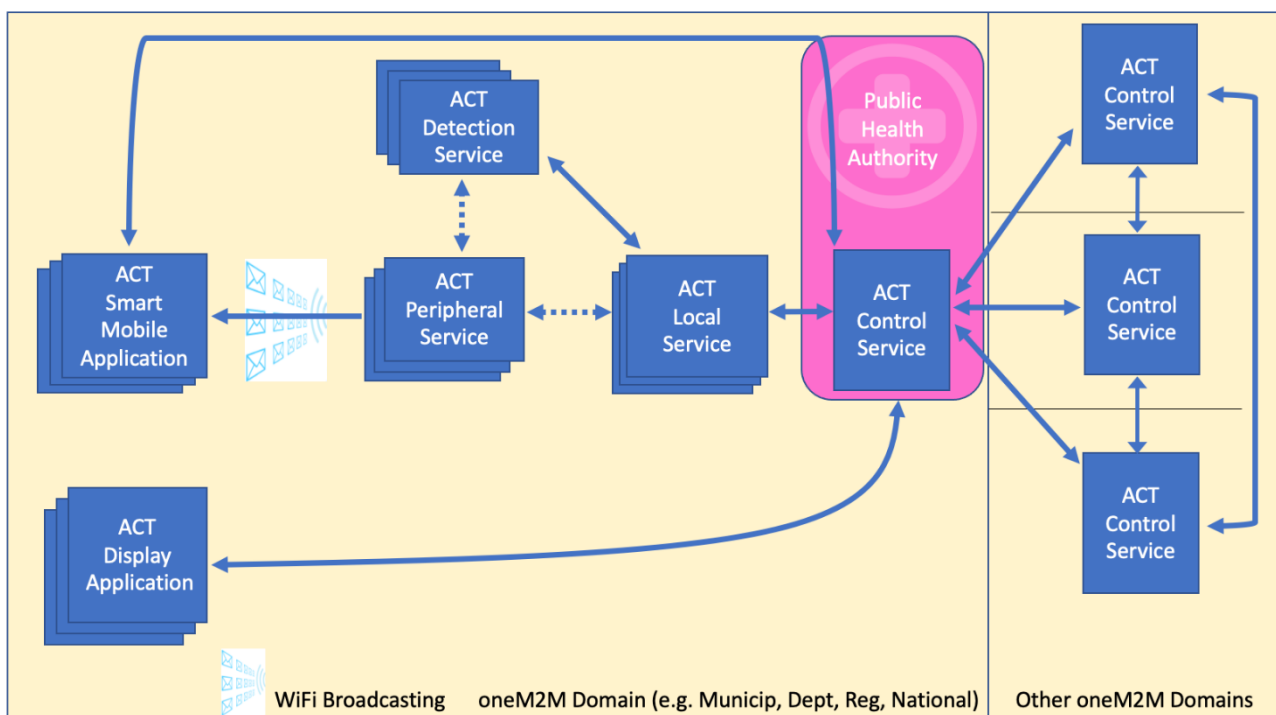 ACT
Detection
Service
Public
Health
Authority
ACT
Control
Service
ACT
Smart
Mobile
Application
ACT
Peripheral
Service
ACT
Local
Service
ACT
Control
Service
ACT
Control
Service
ACT
Display
Application
ACT
Control
Service
WiFi Broadcasting
oneM2M Domain (e.g. Municip, Dept, Reg, National)
Other oneM2M Domains